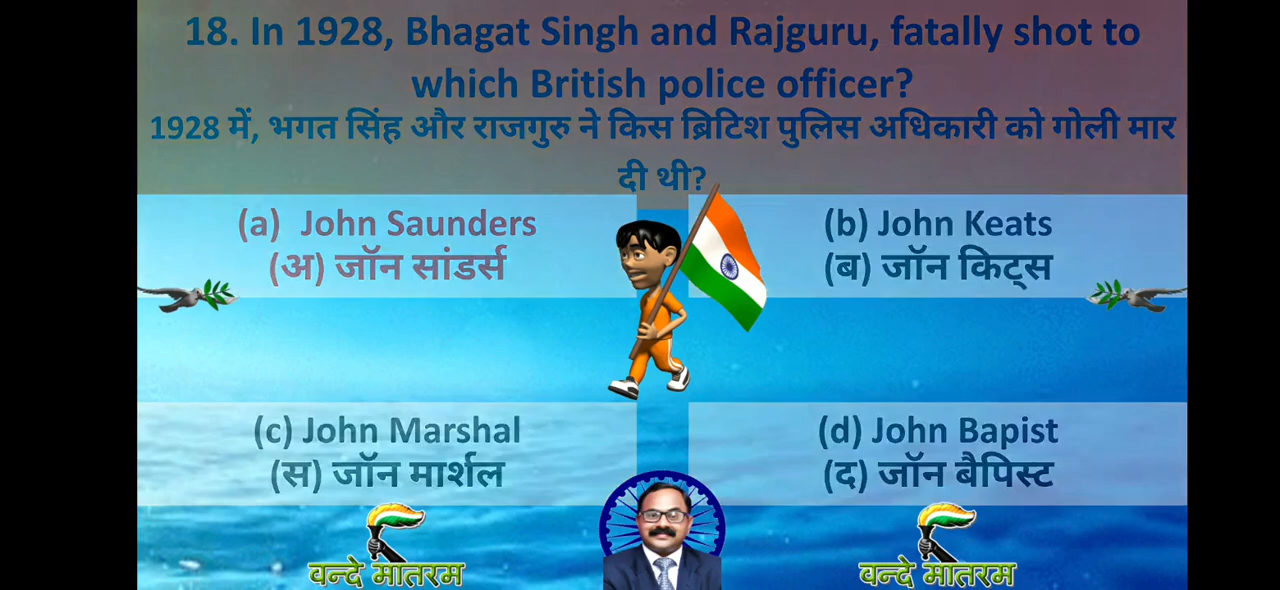 18. In 1928, Bhagat Singh and Rajguru, fatally shot to
which British police officer?
1928 में, भगत सिंह और राजगुरु ने किस ब्रिटिश पुलिस अधिकारी को गोली मार
दी थी?
(a) John Saunders
(अ) जॉन सांडर्स
(b) John Keats
(ब) जॉन किट्स
(c) John Marshal
(स) जॉन मार्शल
(d) John Bapist
(द) जॉन बैपिस्ट
वन्दे मातरम
वन्दे मातरम